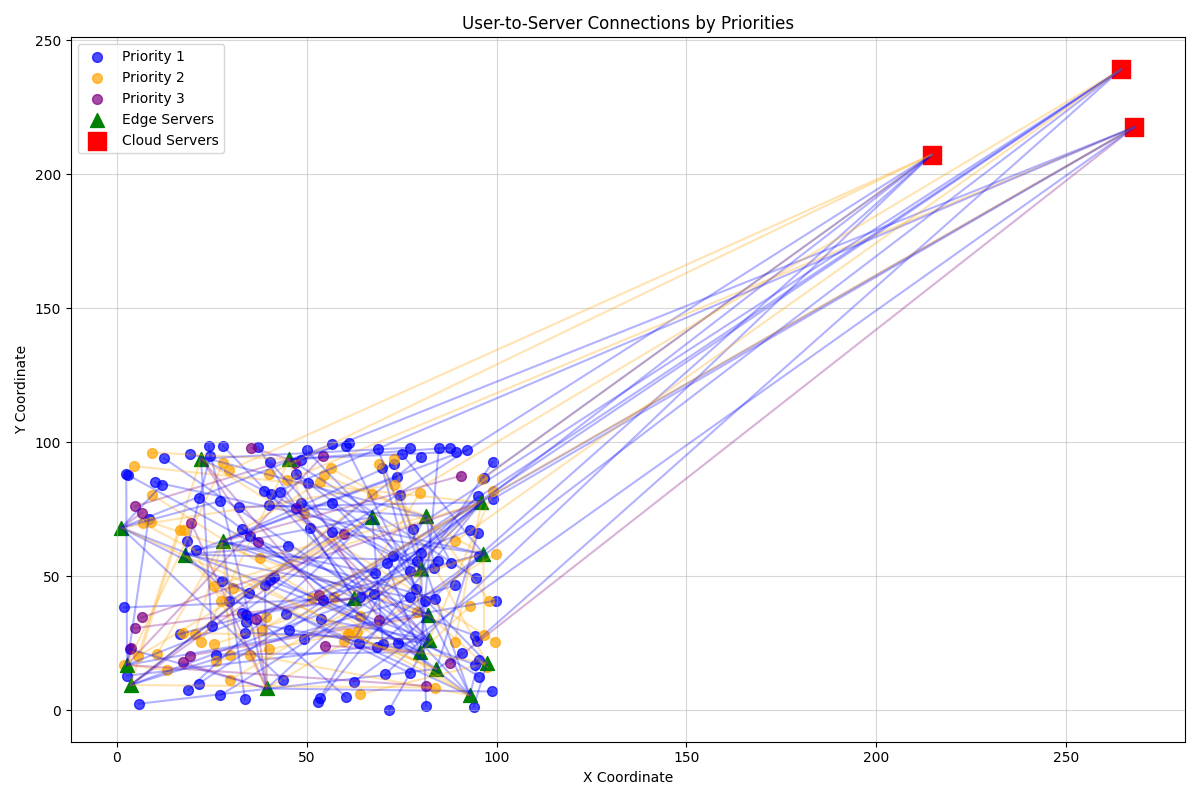 User-to-Server Connections by Priorities
Priority 1
Priority 2
Priority 3
Edge Servers
Cloud Servers
250
200
150
100
50
0
Y Coordinate
0
50
100
150
200
250
X Coordinate